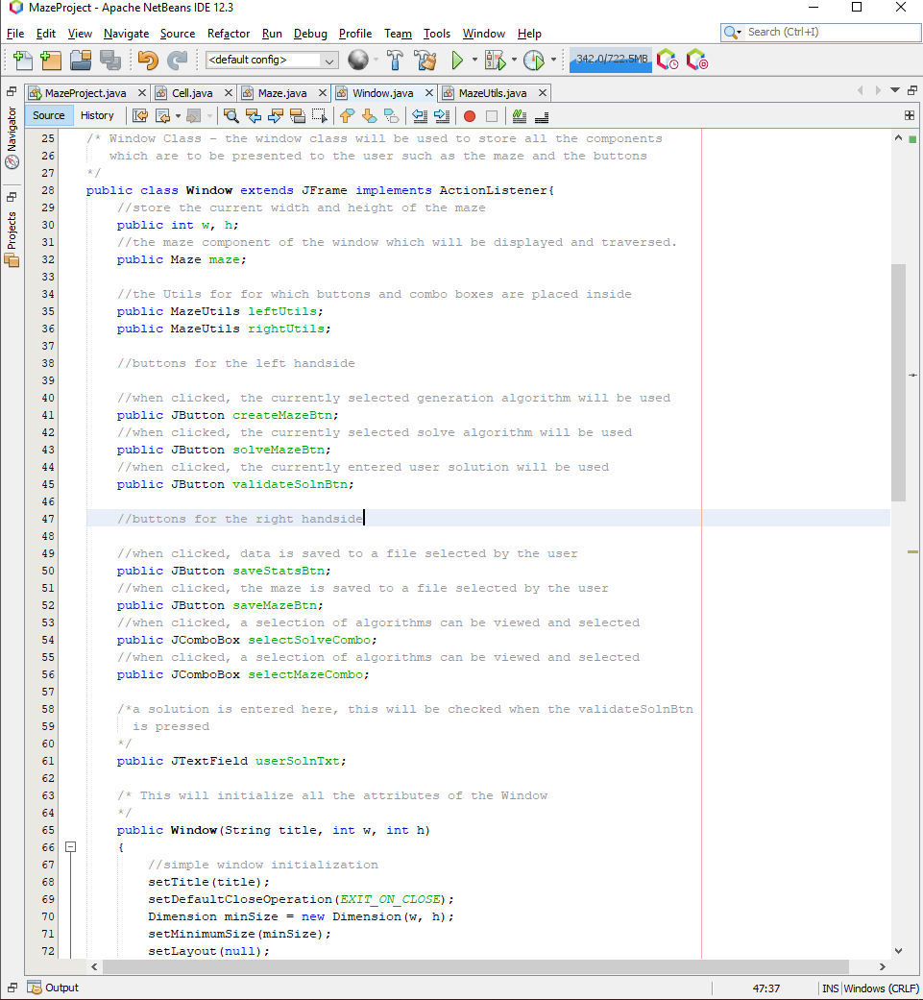 MazeProject - Apache NetBeans IDE 12.3
File Edit View Navigate Source Refactor Run Debug Profile Team Tools Window Help
Search (Ctrl+I)
<default config>
342.0/722.5MB
MazeProject.java Cell.java Maze.java Window.java MazeUtils.java
Source History
Navigator
Projects
25 /* Window Class - the window class will be used to store all the components
26 which are to be presented to the user such as the maze and the buttons
27 */
28 public class Window extends JFrame implements ActionListener{
29 //store the current width and height of the maze
30 public int w, h;
31 //the maze component of the window which will be displayed and traversed.
32 public Maze maze;
33
34 //the Utils for for which buttons and combo boxes are placed inside
35 public MazeUtils leftUtils;
36 public MazeUtils rightUtils;
37
38 //buttons for the left handside
39
40 //when clicked, the currently selected generation algorithm will be used
41 public JButton createMazeBtn;
42 //when clicked, the currently selected solve algorithm will be used
43 public JButton solveMazeBtn;
44 //when clicked, the currently entered user solution will be used
45 public JButton validateSolnBtn;
46
47 //buttons for the right handside
48
49 //when clicked, data is saved to a file selected by the user
50 public JButton saveStatsBtn;
51 //when clicked, the maze is saved to a file selected by the user
52 public JButton saveMazeBtn;
53 //when clicked, a selection of algorithms can be viewed and selected
54 public JComboBox selectSolveCombo;
55 //when clicked, a selection of algorithms can be viewed and selected
56 public JComboBox selectMazeCombo;
57
58 /*a solution is entered here, this will be checked when the validateSolnBtn
59 is pressed
60 */
61 public JTextField userSolnTxt;
62
63 /* This will initialize all the attributes of the Window
64 */
65 public Window(String title, int w, int h)
66 {
67 //simple window initialization
68 setTitle(title);
69 setDefaultCloseOperation(EXIT_ON_CLOSE);
70 Dimension minSize = new Dimension(w, h);
71 setMinimumSize(minSize);
72 setLayout(null);
Output
47:37 INS Windows (CRLF)